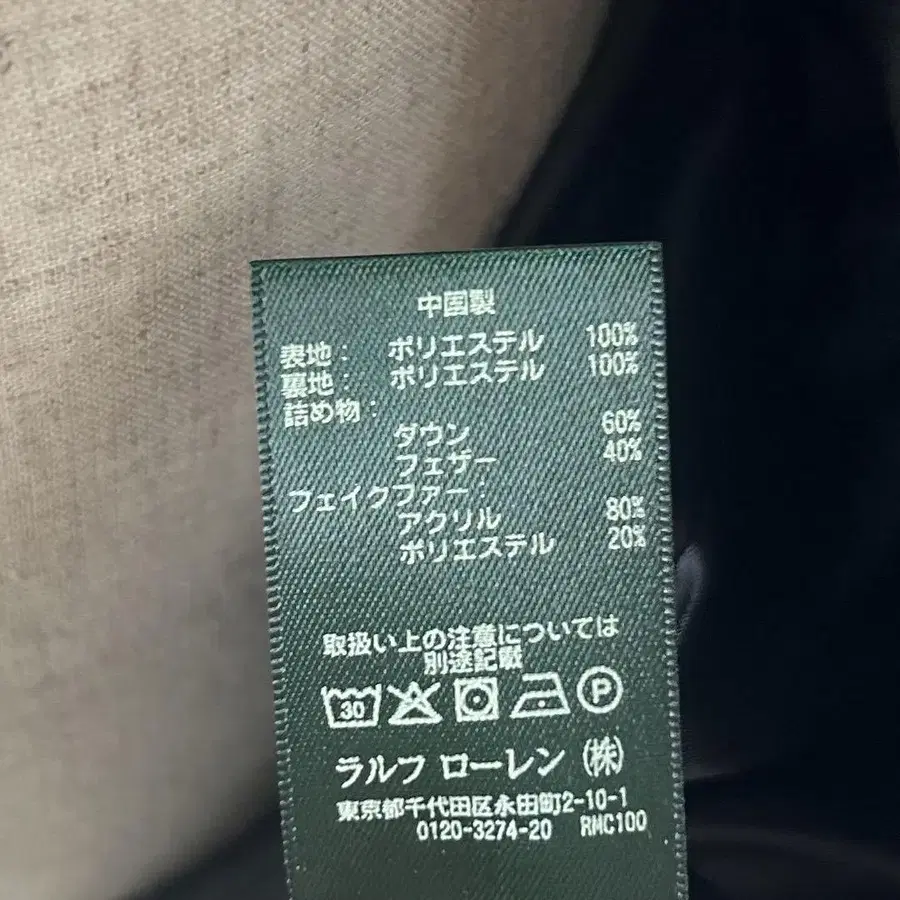 中国製
表地： ポリエステル 100%
裏地： ポリエステル 100%
詰め物：
ダウン 60%
フェザー 40%
フェイクファー：
アクリル 80%
ポリエステル 20%
取扱い上の注意については
別途記載
30 P
ラルフ ローレン （株）
東京都千代田区永田町2-10-1
0120-3274-20 RMC100